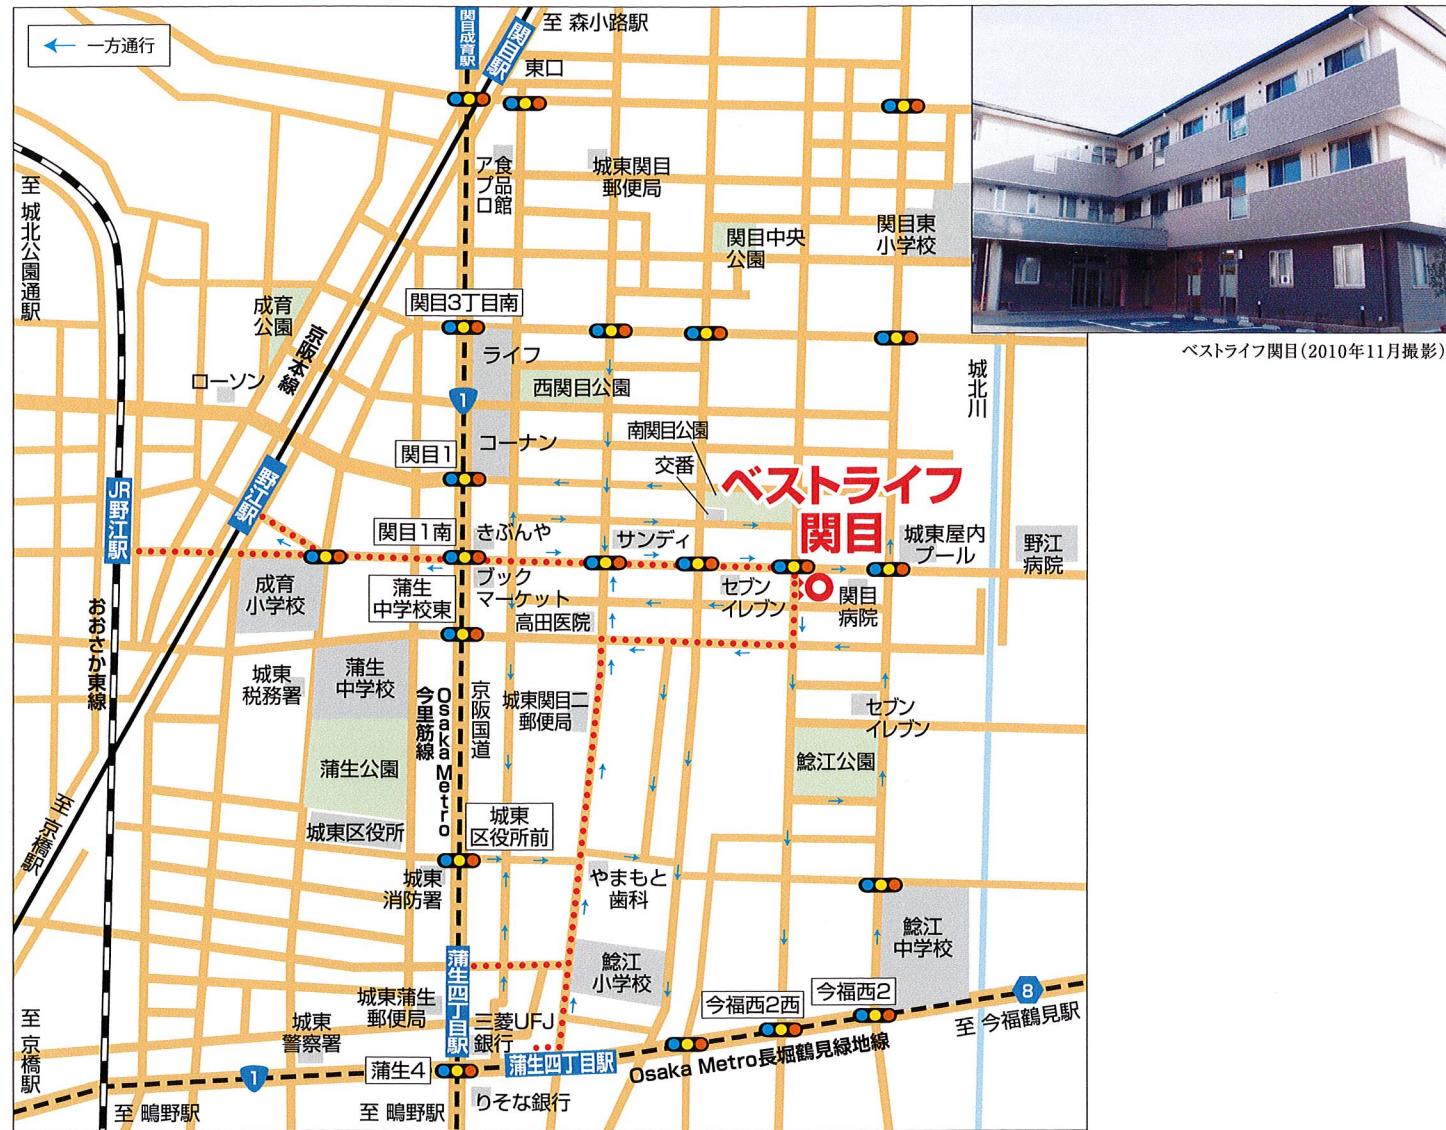 一方通行
関目成育駅
関目駅
至 森小路駅
東口
至 城北公園通駅
食品館
アプロ
城東関目
郵便局
関目中央
公園
関目東
小学校
ベストライフ関目(2010年11月撮影)
関目3丁目南
成育
公園
京阪本線
ローソン
ライフ
1
西関目公園
城北川
コーナン
関目1
南関目公園
交番
ベストライフ
関目
野江駅
JR野江駅
関目1南
きぶんや
サンディ
城東屋内
プール
野江
病院
成育
小学校
蒲生
中学校東
ブック
マーケット
高田医院
セブン
イレブン
関目
病院
おおさか東線
城東
税務署
蒲生
中学校
Osaka Metro
今里筋線
京阪国道
城東関目二
郵便局
セブン
イレブン
蒲生公園
鯰江公園
至 京橋駅
城東区役所
城東
区役所前
城東
消防署
やまもと
歯科
鯰江
中学校
蒲生四丁目駅
鯰江
小学校
城東蒲生
郵便局
今福西2西
今福西2
8
至 今福鶴見駅
至 京橋駅
城東
警察署
三菱UFJ
銀行
蒲生4
蒲生四丁目駅
Osaka Metro長堀鶴見緑地線
1
りそな銀行
至 鴫野駅
至 鴫野駅